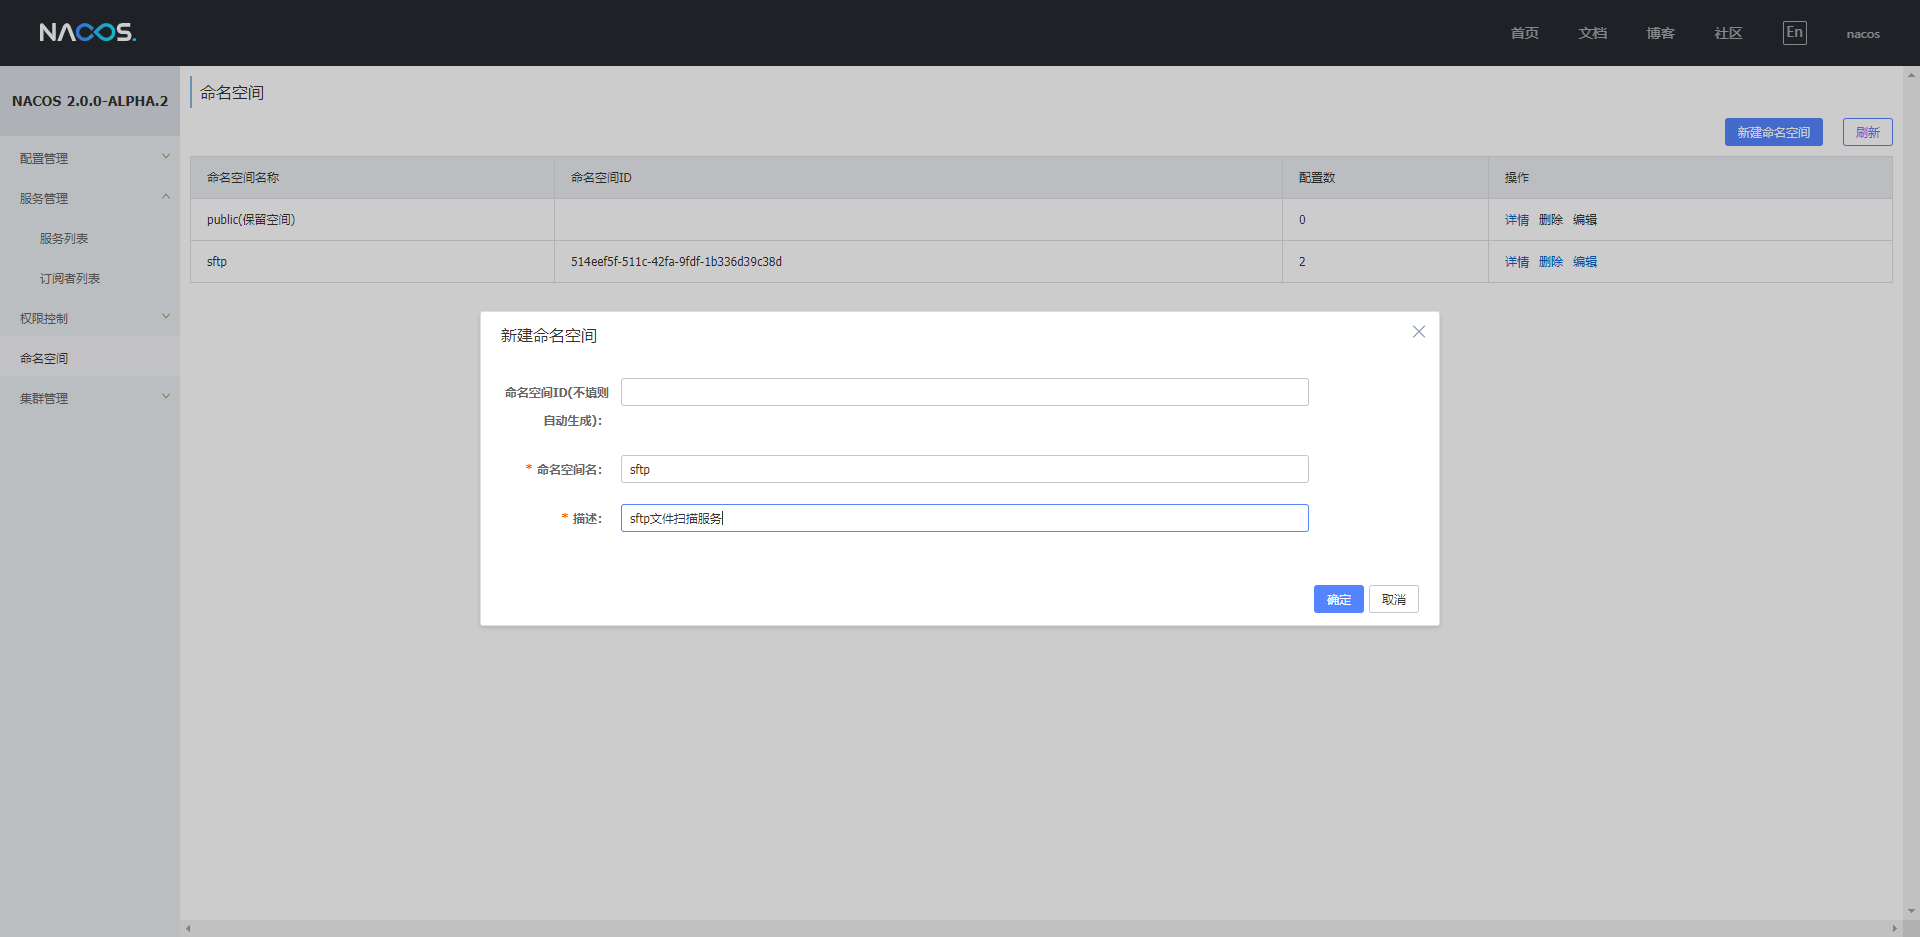 NACOS.
首页 文档 博客 社区 En nacos
NACOS 2.0.0-ALPHA.2
配置管理
服务管理
服务列表
订阅者列表
权限控制
命名空间
集群管理
命名空间
新建命名空间 刷新
命名空间名称 命名空间ID 配置数 操作
public(保留空间) 0 详情 删除 编辑
sftp 514eef5f-511c-42fa-9fdf-1b336d39c38d 2 详情 删除 编辑
新建命名空间
命名空间ID(不填则
自动生成):
* 命名空间名: sftp
* 描述: sftp文件扫描服务
确定 取消